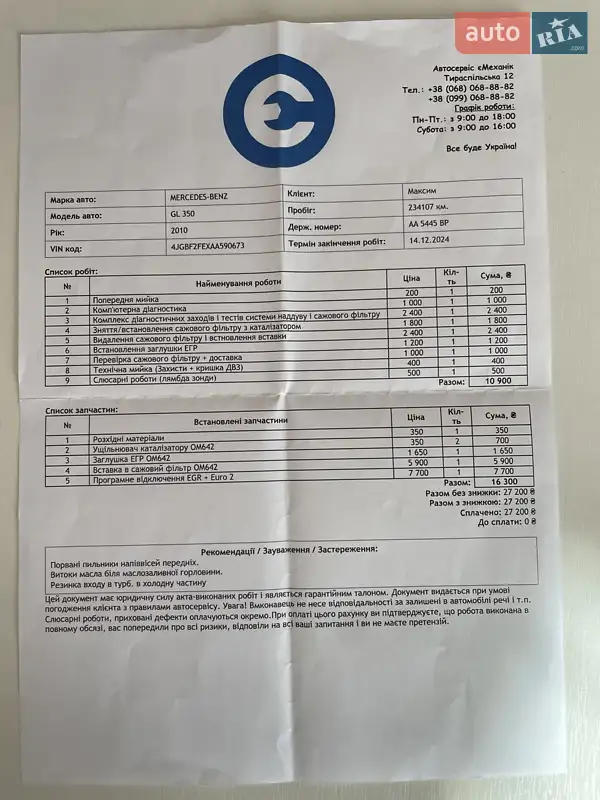 auto RIA .com
Автосервіс єМеханік
Тираспільська 12
Тел.: +38 (068) 068-88-82
+38 (099) 068-88-82
Графік роботи:
Пн-Пт.: з 9:00 до 18:00
Субота: з 9:00 до 16:00
Все буде Україна!
Марка авто: MERCEDES-BENZ Клієнт: Максим
Модель авто: GL 350 Пробіг: 234107 км.
Рік: 2010 Держ. номер: АА 5445 ВР
VIN код: 4JGBF2FEXAA590673 Термін закінчення робіт: 14.12.2024
Список робіт:
№ Найменування роботи Ціна Кіл-ть Сума, ₴
1 Попередня мийка 200 1 200
2 Комп'ютерна діагностика 1 000 1 1 000
3 Комплекс діагностичних заходів і тестів системи наддуву і сажового фільтру 2 400 1 2 400
4 Зняття/встановлення сажового фільтру з каталізатором 1 800 1 1 800
5 Видалення сажового фільтру і встновлення вставки 2 400 1 2 400
6 Встановлення заглушки ЕГР 1 200 1 1 200
7 Перевірка сажового фільтру + доставка 1 000 1 1 000
8 Технічна мийка (Захисти + кришка ДВЗ) 400 1 400
9 Слюсарні роботи (лямбда зонди) 500 1 500
Разом: 10 900
Список запчастин:
№ Встановлені запчастини Ціна Кіл-ть Сума, ₴
1 Розхідні матеріали 350 1 350
2 Ущільнювач каталізатору ОМ642 350 2 700
3 Заглушка ЕГР ОМ642 1 650 1 1 650
4 Вставка в сажовий фільтр ОМ642 5 900 1 5 900
5 Програмне відключення EGR + Euro 2 7 700 1 7 700
Разом: 16 300
Разом без знижки: 27 200 ₴
Разом з знижкою: 27 200 ₴
Сплачено: 27 200 ₴
До сплати: 0 ₴
Рекомендації / Зауваження / Застереження:
Порвані пильники напіввісей передніх.
Витоки масла біля маслозаливної горловини.
Резинка входу в турб. в холодну частину
Цей документ має юридичну силу акта-виконаних робіт і являється гарантійним талоном. Документ видається при умові
погодження клієнта з правилами автосервісу. Увага! Вмконавець не несе відповідальності за залишені в автомобілі речі і т.п.
Слюсарні роботи, приховані дефекти оплачуються окремо.При оплаті цього рахунку ви підтверджуєте, що робота виконана в
повному обсязі, вас попередили про всі ризики, відповіли на всі ваші запитання і ви не маєте претензій.